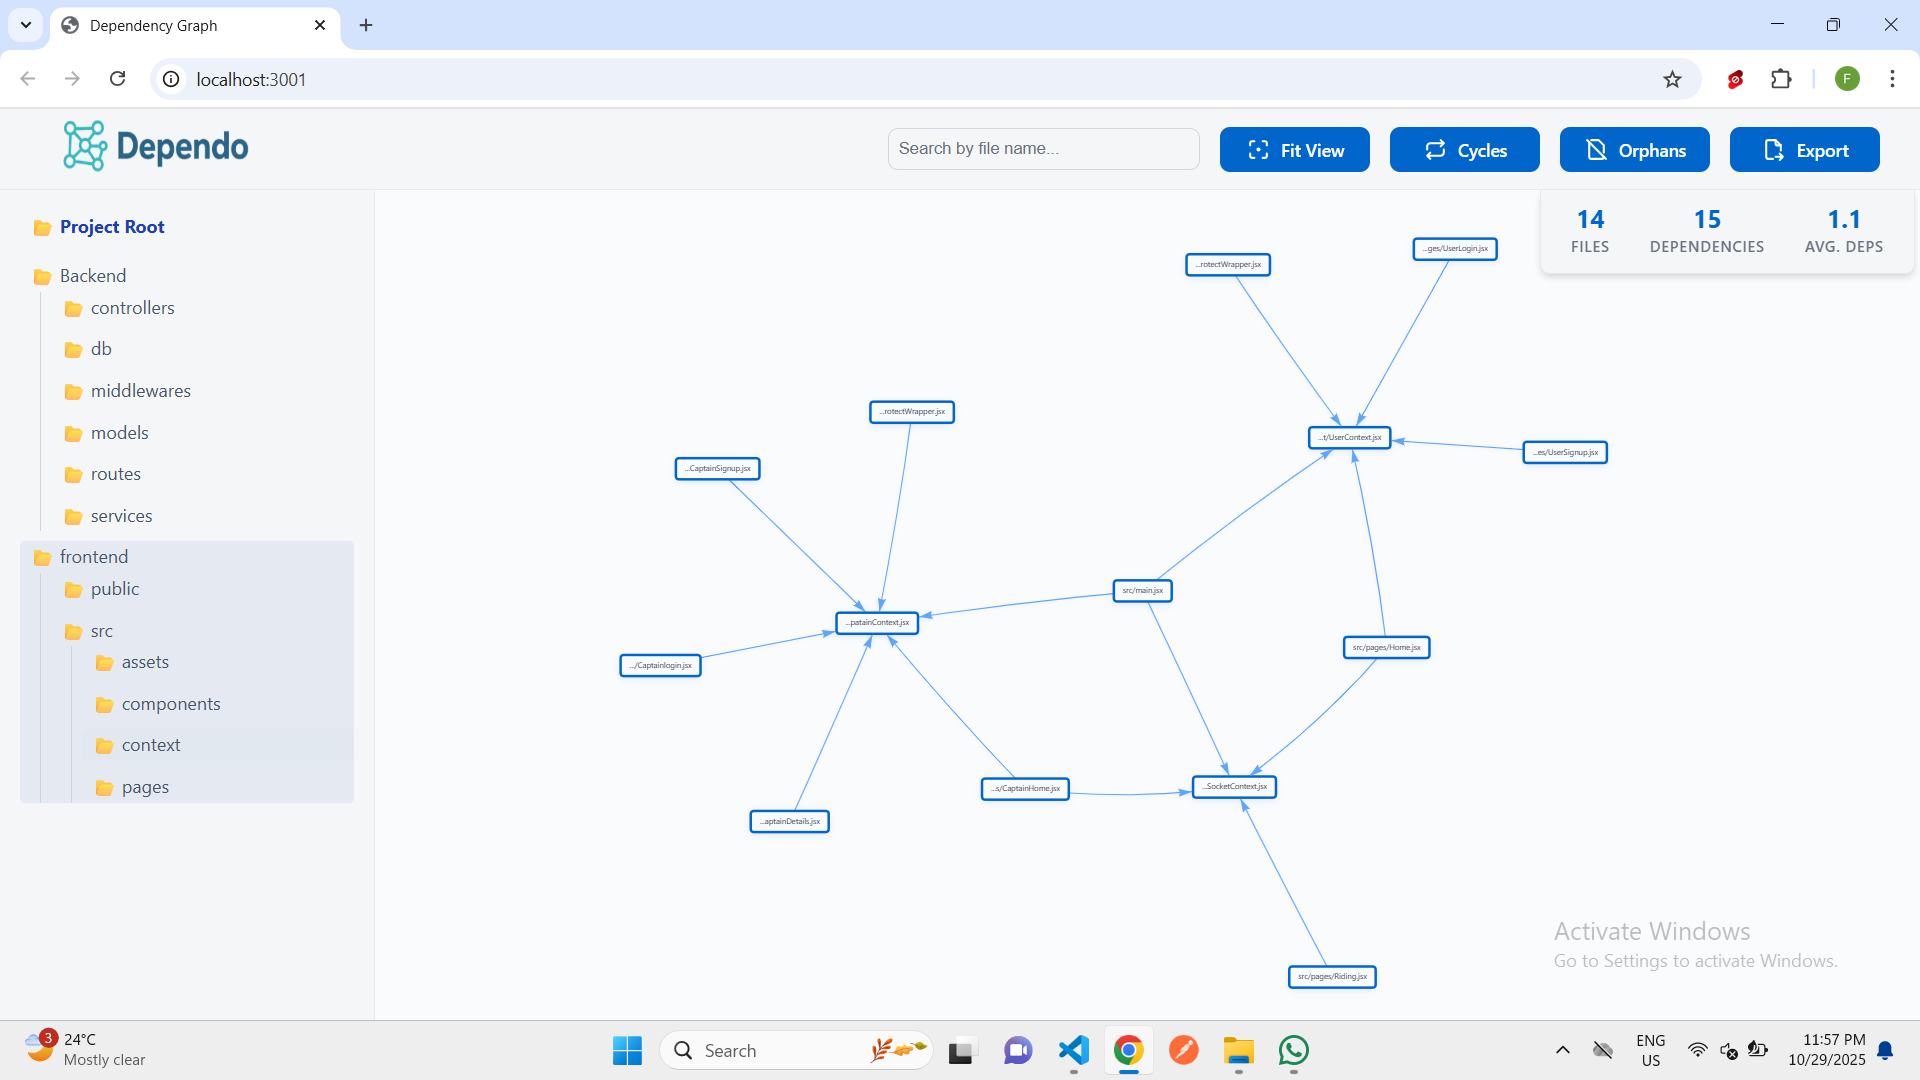 Dependency Graph
localhost:3001
Dependo
Search by file name...
Fit View
Cycles
Orphans
Export
Project Root
Backend
controllers
db
middlewares
models
routes
services
frontend
public
src
assets
components
context
pages
14
FILES
15
DEPENDENCIES
1.1
AVG. DEPS
...ges/UserLogin.jsx
...rotectWrapper.jsx
...rotectWrapper.jsx
...t/UserContext.jsx
...es/UserSignup.jsx
...CaptainSignup.jsx
src/main.jsx
...patainContext.jsx
src/pages/Home.jsx
.../Captainlogin.jsx
...s/CaptainHome.jsx
...SocketContext.jsx
...aptainDetails.jsx
src/pages/Riding.jsx
Activate Windows
Go to Settings to activate Windows.
3
24°C
Mostly clear
Search
ENG
US
11:57 PM
10/29/2025
F